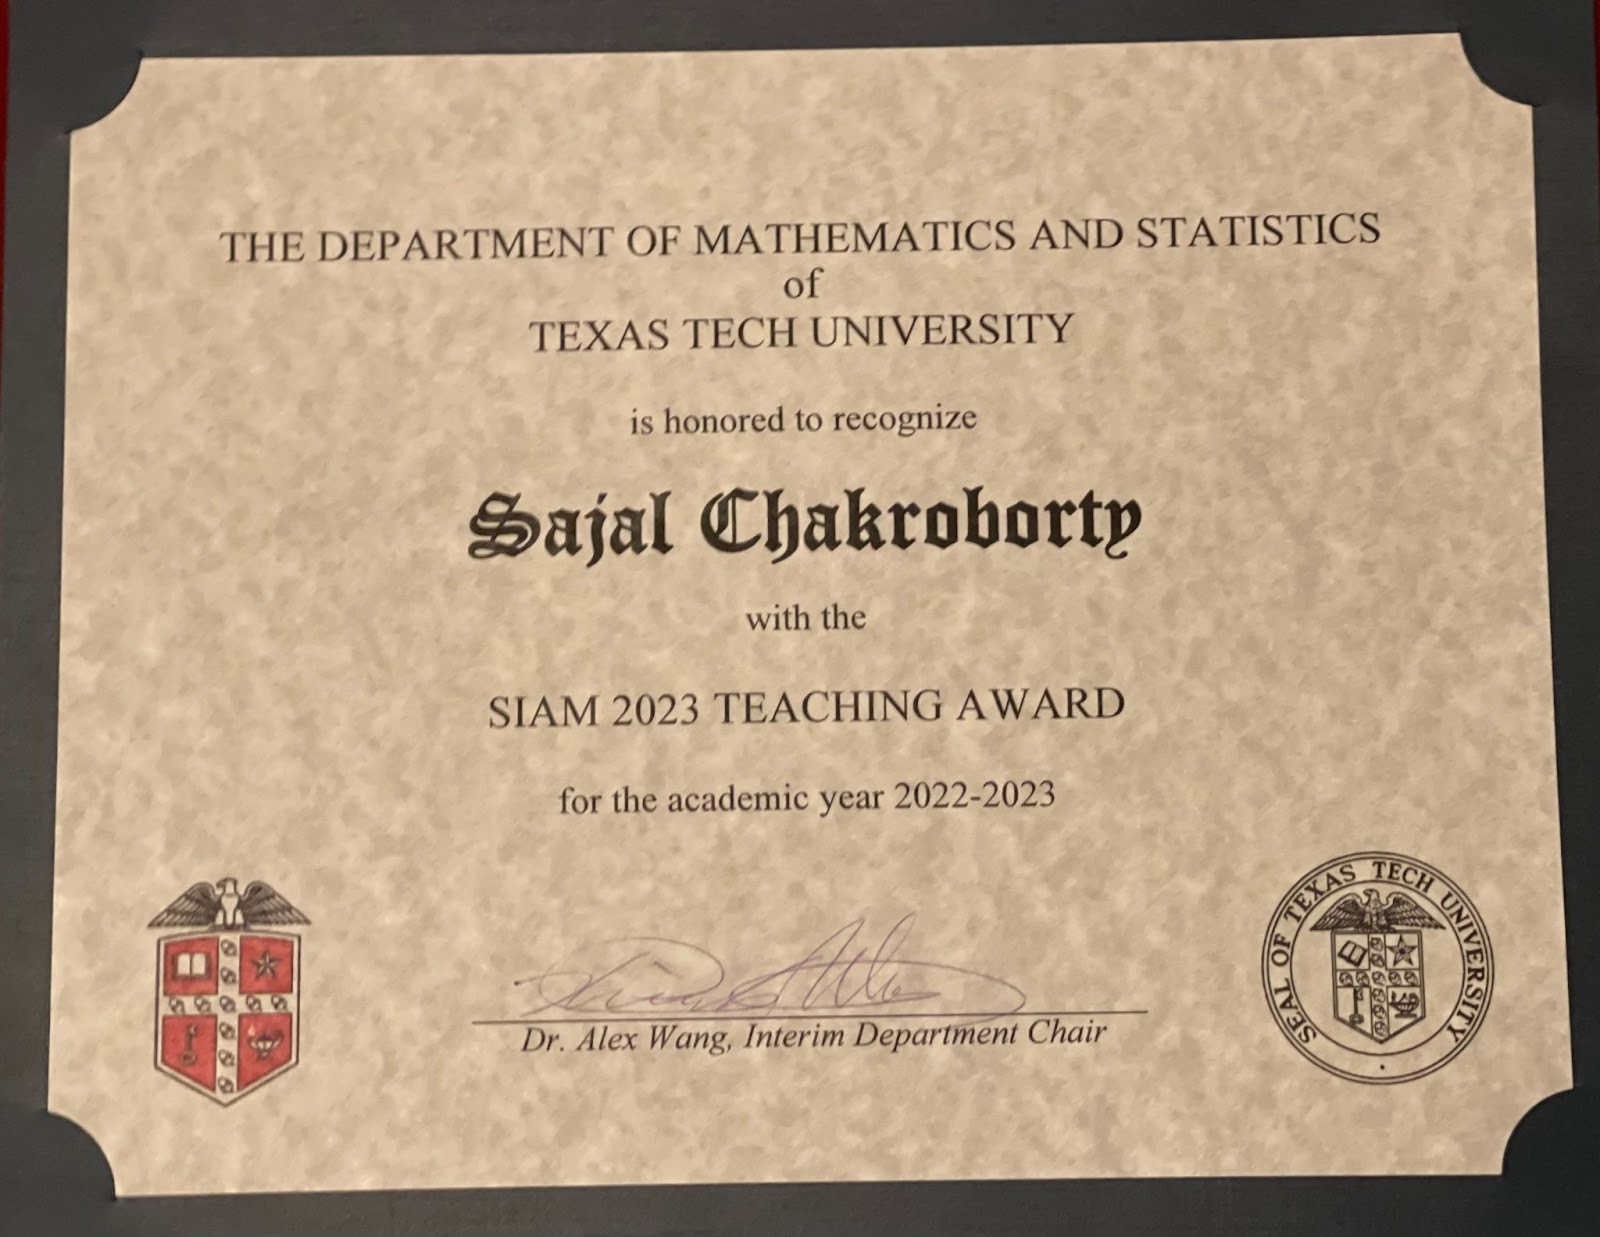 THE DEPARTMENT OF MATHEMATICS AND STATISTICS
of
TEXAS TECH UNIVERSITY
is honored to recognize
Sajal Chakroborty
with the
SIAM 2023 TEACHING AWARD
for the academic year 2022-2023
Dr. Alex Wang, Interim Department Chair
SEAL OF TEXAS TECH UNIVERSITY